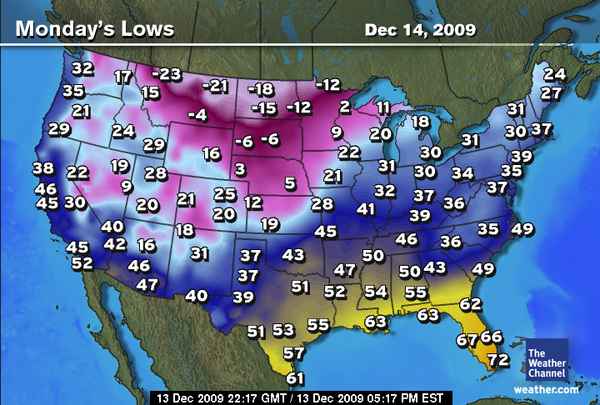 Monday's Lows
Dec 14, 2009
32 17 -23 -21 -18 -12 24
35 15 27
21 -4 -15 -12 2 11 31
29 24 29 -6 -6 9 20 18 31 30 37
16 22 30 39
38 22 19 28 3 5 21 31 30 34 35
46 9 25 32 37 37
45 30 20 21 20 12 28 41 39 36
40 18 19 45 46 36 35 49
45 42 16 31 37 43 50
52 46 37 47 50 43 49
47 40 39 51 52 54 55
62
51 53 55 63 63 67 66
57 72
61
The
Weather
Channel
weather.com
13 Dec 2009 22:17 GMT / 13 Dec 2009 05:17 PM EST